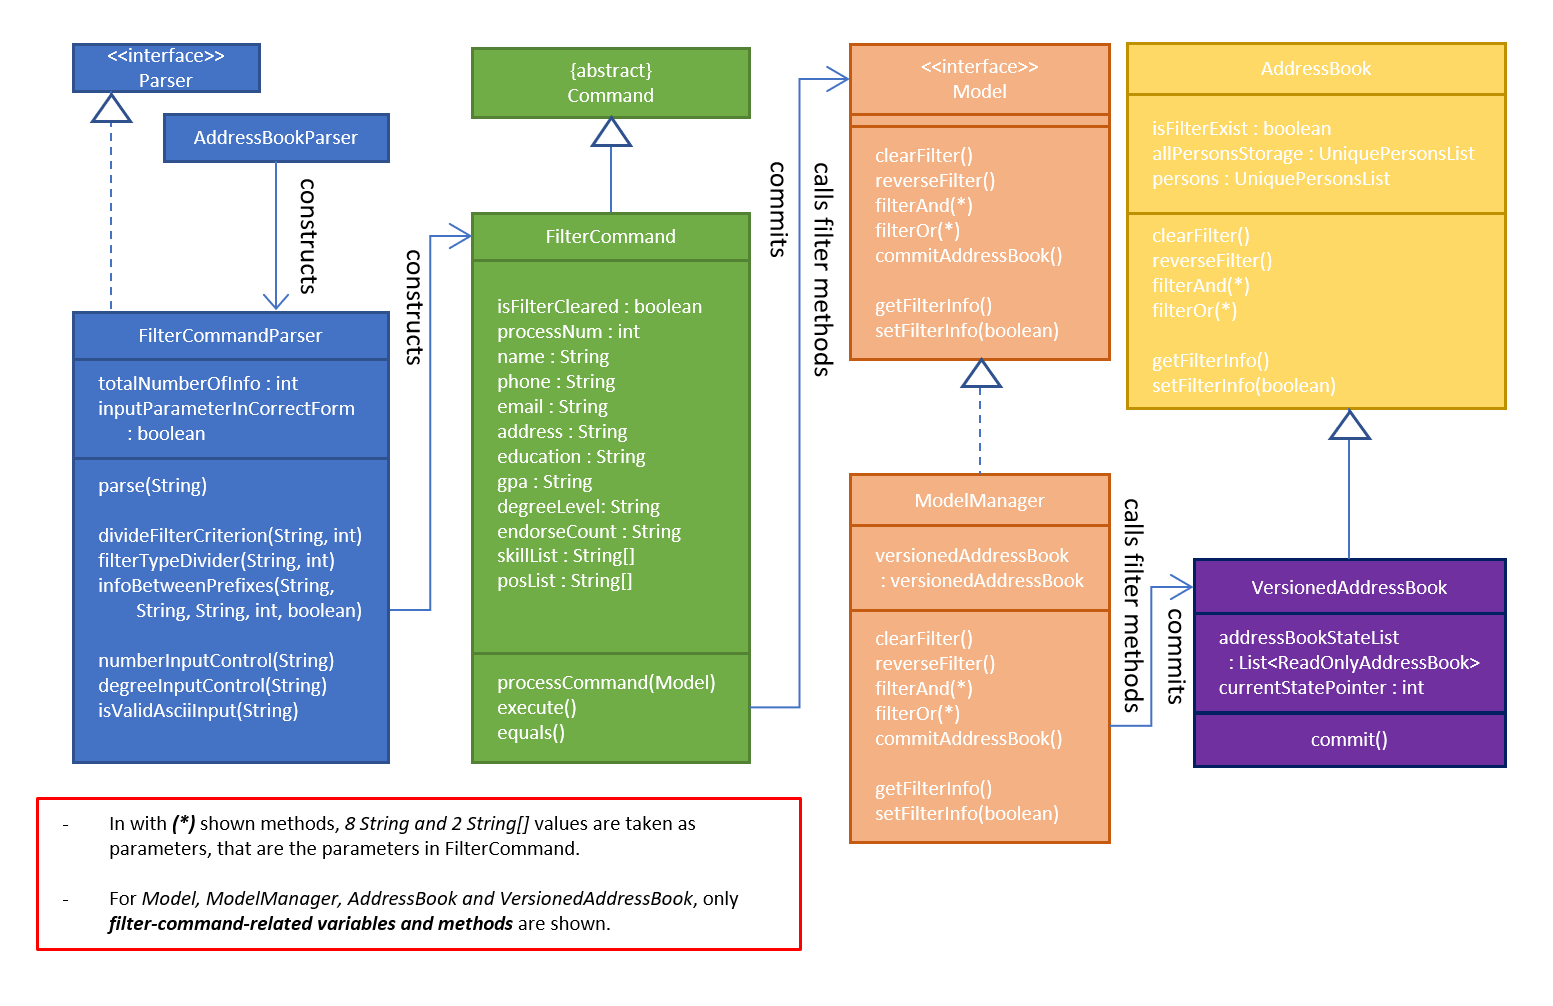 <<interface>>
Parser
AddressBookParser
constructs
FilterCommandParser
totalNumberOfInfo : int
inputParameterInCorrectForm
: boolean
parse(String)
divideFilterCriterion(String, int)
filterTypeDivider(String, int)
infoBetweenPrefixes(String,
String, String, int, boolean)
numberInputControl(String)
degreeInputControl(String)
isValidAsciiInput(String)
constructs
{abstract}
Command
FilterCommand
isFilterCleared : boolean
processNum : int
name : String
phone : String
email : String
address : String
education : String
gpa : String
degreeLevel: String
endorseCount : String
skillList : String[]
posList : String[]
processCommand(Model)
execute()
equals()
commits
calls filter methods
<<interface>>
Model
clearFilter()
reverseFilter()
filterAnd(*)
filterOr(*)
commitAddressBook()
getFilterInfo()
setFilterInfo(boolean)
ModelManager
versionedAddressBook
: versionedAddressBook
clearFilter()
reverseFilter()
filterAnd(*)
filterOr(*)
commitAddressBook()
getFilterInfo()
setFilterInfo(boolean)
calls filter methods
commits
AddressBook
isFilterExist : boolean
allPersonsStorage : UniquePersonsList
persons : UniquePersonsList
clearFilter()
reverseFilter()
filterAnd(*)
filterOr(*)
getFilterInfo()
setFilterInfo(boolean)
VersionedAddressBook
addressBookStateList
: List<ReadOnlyAddressBook>
currentStatePointer : int
commit()
- In with (*) shown methods, 8 String and 2 String[] values are taken as
parameters, that are the parameters in FilterCommand.
- For Model, ModelManager, AddressBook and VersionedAddressBook, only
filter-command-related variables and methods are shown.